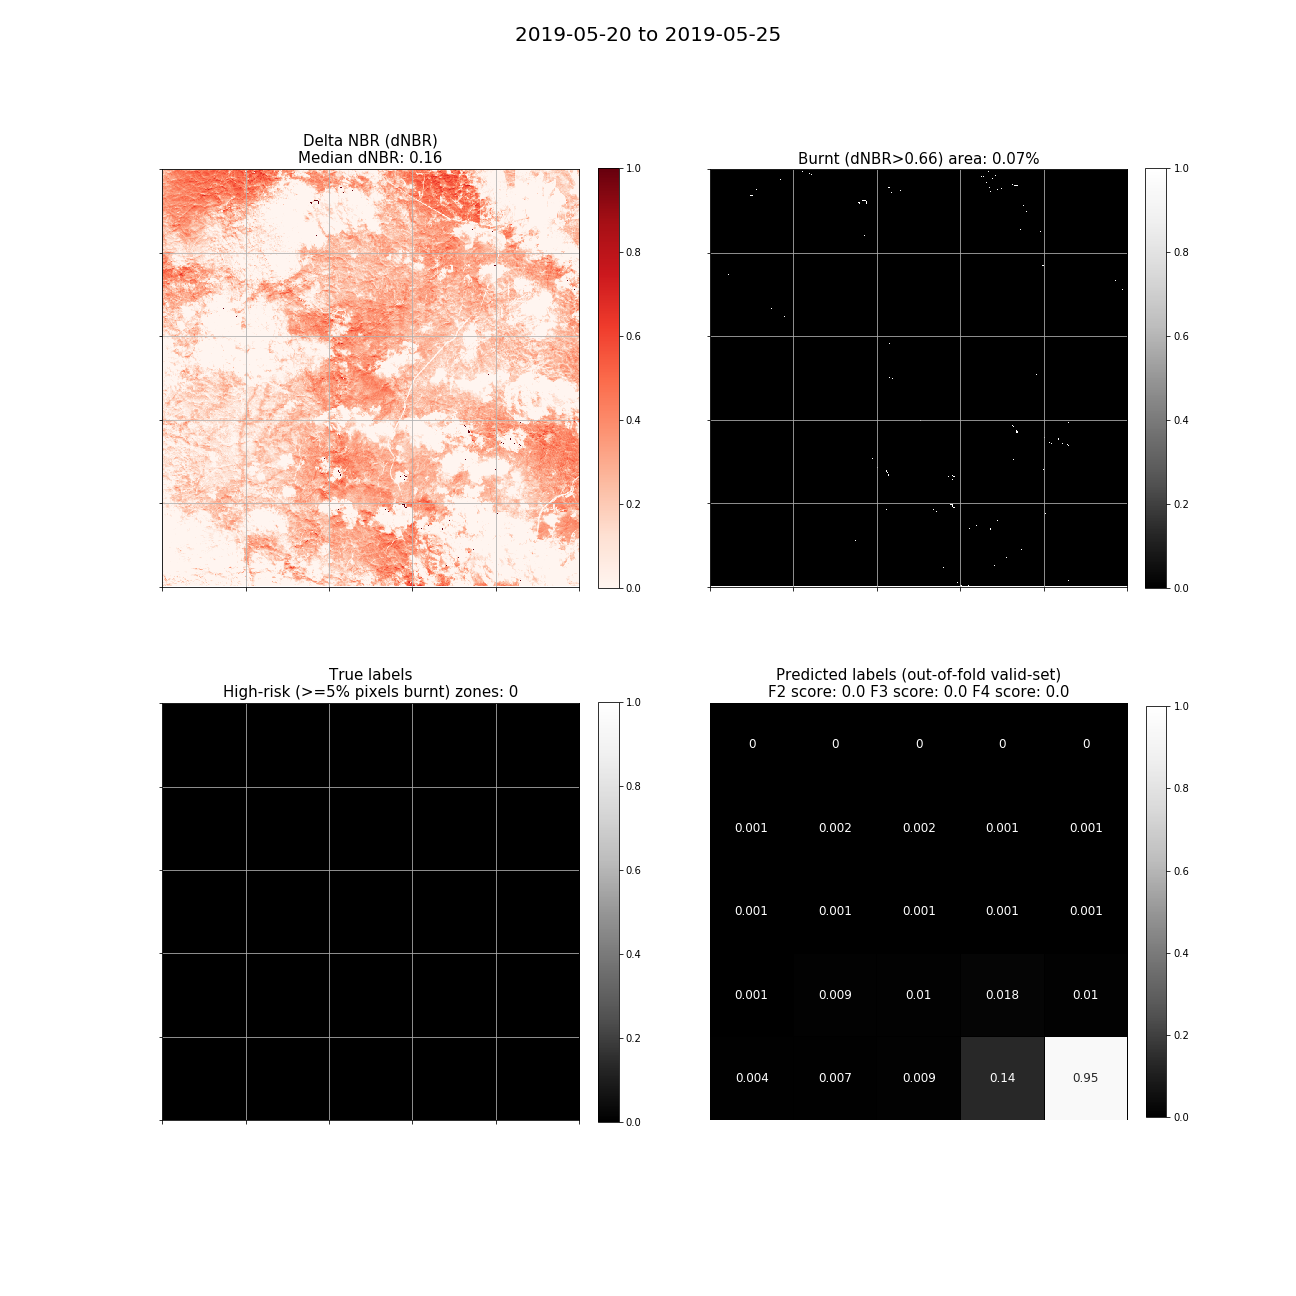 2019-05-20 to 2019-05-25
Delta NBR (dNBR)
Median dNBR: 0.16
1.0
0.8
0.6
0.4
0.2
0.0
Burnt (dNBR>0.66) area: 0.07%
1.0
0.8
0.6
0.4
0.2
0.0
True labels
High-risk (>=5% pixels burnt) zones: 0
1.0
0.8
0.6
0.4
0.2
0.0
Predicted labels (out-of-fold valid-set)
F2 score: 0.0 F3 score: 0.0 F4 score: 0.0
0 0 0 0 0
0.001 0.002 0.002 0.001 0.001
0.001 0.001 0.001 0.001 0.001
0.001 0.009 0.01 0.018 0.01
0.004 0.007 0.009 0.14 0.95
1.0
0.8
0.6
0.4
0.2
0.0